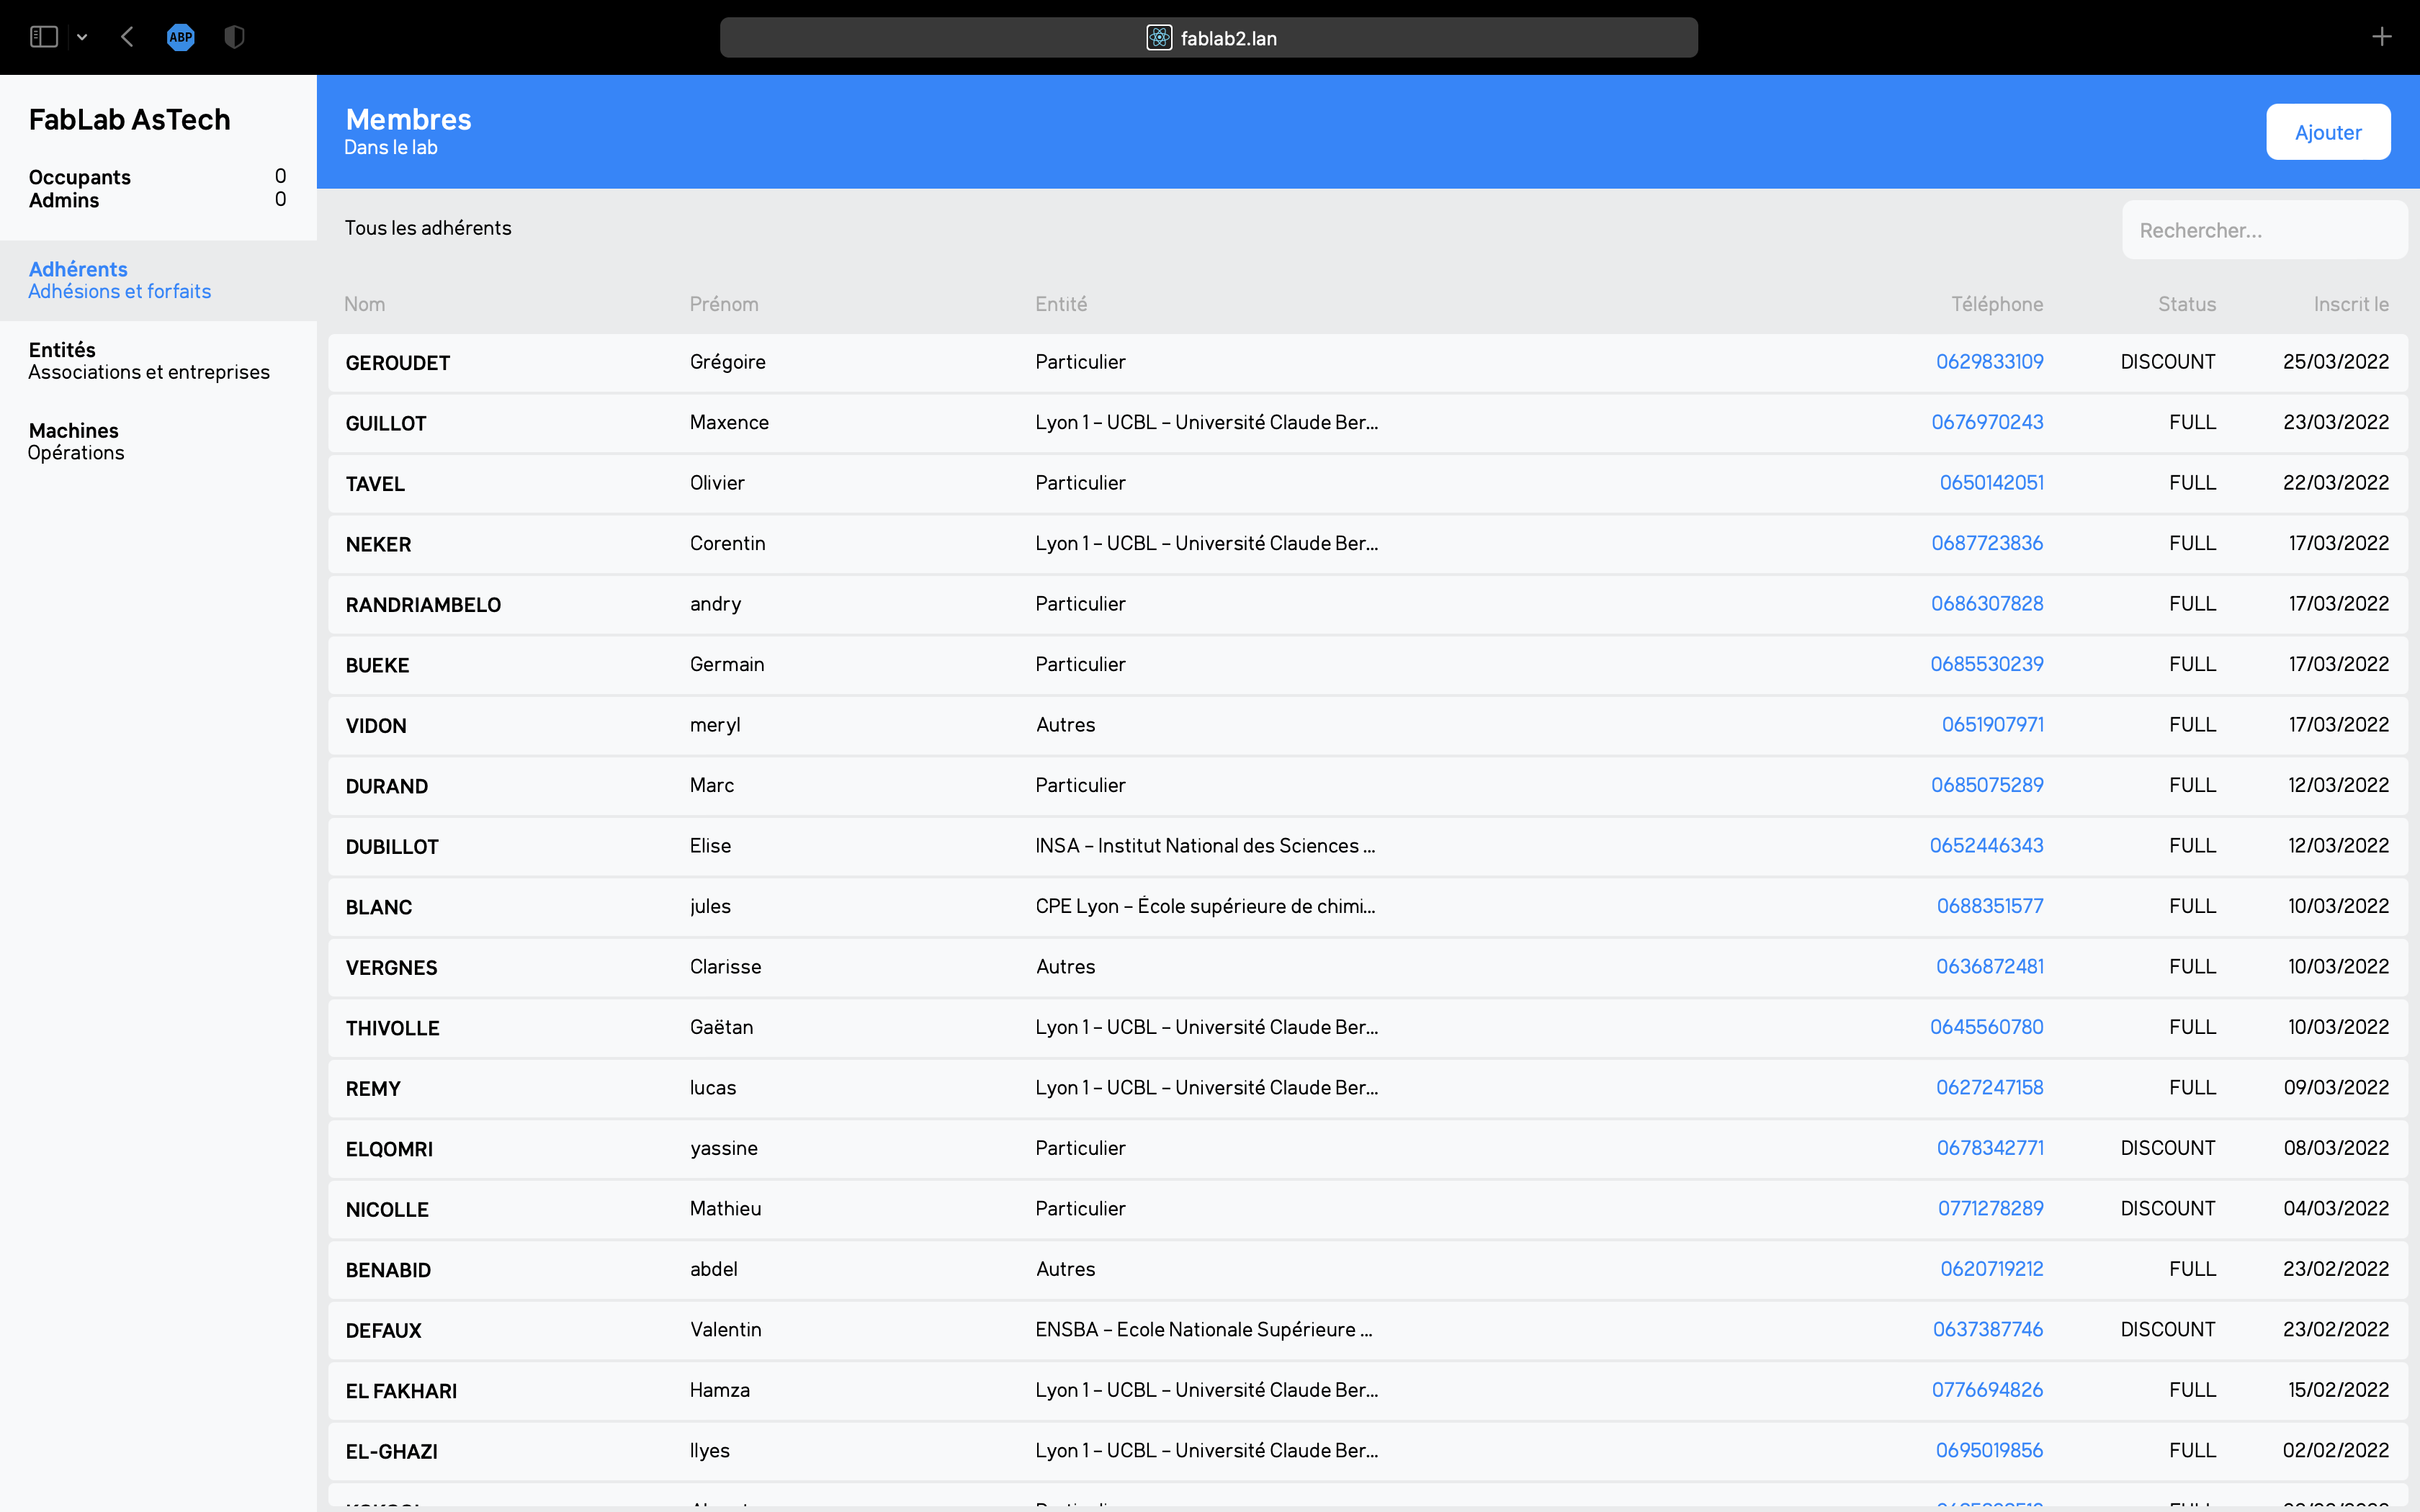 ABP
fablab2.lan
FabLab AsTech
Occupants 0
Admins 0
Adhérents
Adhésions et forfaits
Entités
Associations et entreprises
Machines
Opérations
Membres
Dans le lab
Ajouter
Tous les adhérents
Rechercher...
Nom Prénom Entité Téléphone Status Inscrit le
GEROUDET Grégoire Particulier 0629833109 DISCOUNT 25/03/2022
GUILLOT Maxence Lyon 1 – UCBL – Université Claude Ber... 0676970243 FULL 23/03/2022
TAVEL Olivier Particulier 0650142051 FULL 22/03/2022
NEKER Corentin Lyon 1 – UCBL – Université Claude Ber... 0687723836 FULL 17/03/2022
RANDRIAMBELO andry Particulier 0686307828 FULL 17/03/2022
BUEKE Germain Particulier 0685530239 FULL 17/03/2022
VIDON meryl Autres 0651907971 FULL 17/03/2022
DURAND Marc Particulier 0685075289 FULL 12/03/2022
DUBILLOT Elise INSA – Institut National des Sciences ... 0652446343 FULL 12/03/2022
BLANC jules CPE Lyon – École supérieure de chimi... 0688351577 FULL 10/03/2022
VERGNES Clarisse Autres 0636872481 FULL 10/03/2022
THIVOLLE Gaëtan Lyon 1 – UCBL – Université Claude Ber... 0645560780 FULL 10/03/2022
REMY lucas Lyon 1 – UCBL – Université Claude Ber... 0627247158 FULL 09/03/2022
ELQOMRI yassine Particulier 0678342771 DISCOUNT 08/03/2022
NICOLLE Mathieu Particulier 0771278289 DISCOUNT 04/03/2022
BENABID abdel Autres 0620719212 FULL 23/02/2022
DEFAUX Valentin ENSBA – Ecole Nationale Supérieure ... 0637387746 DISCOUNT 23/02/2022
EL FAKHARI Hamza Lyon 1 – UCBL – Université Claude Ber... 0776694826 FULL 15/02/2022
EL-GHAZI Ilyes Lyon 1 – UCBL – Université Claude Ber... 0695019856 FULL 02/02/2022